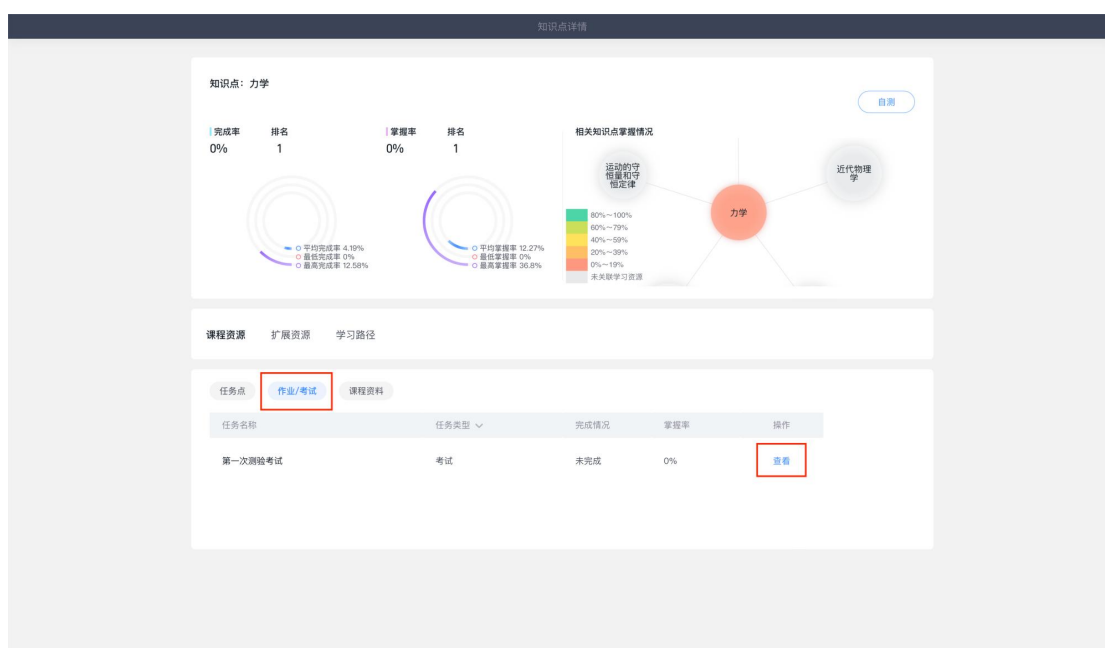 知识点详情
知识点：力学
自测
完成率 排名
0% 1
掌握率 排名
0% 1
相关知识点掌握情况
平均完成率 4.19%
最低完成率 0%
最高完成率 12.58%
平均掌握率 12.27%
最低掌握率 0%
最高掌握率 36.8%
运动的守
恒量和守
恒定律
近代物理
学
力学
80%～100%
60%～79%
40%～59%
20%～39%
0%～19%
未关联学习资源
课程资源 扩展资源 学习路径
任务点 作业/考试 课程资料
任务名称 任务类型 完成情况 掌握率 操作
第一次测验考试 考试 未完成 0% 查看